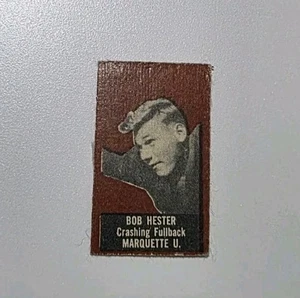 BOB HESTER
Crashing Fullback
MARQUETTE U.